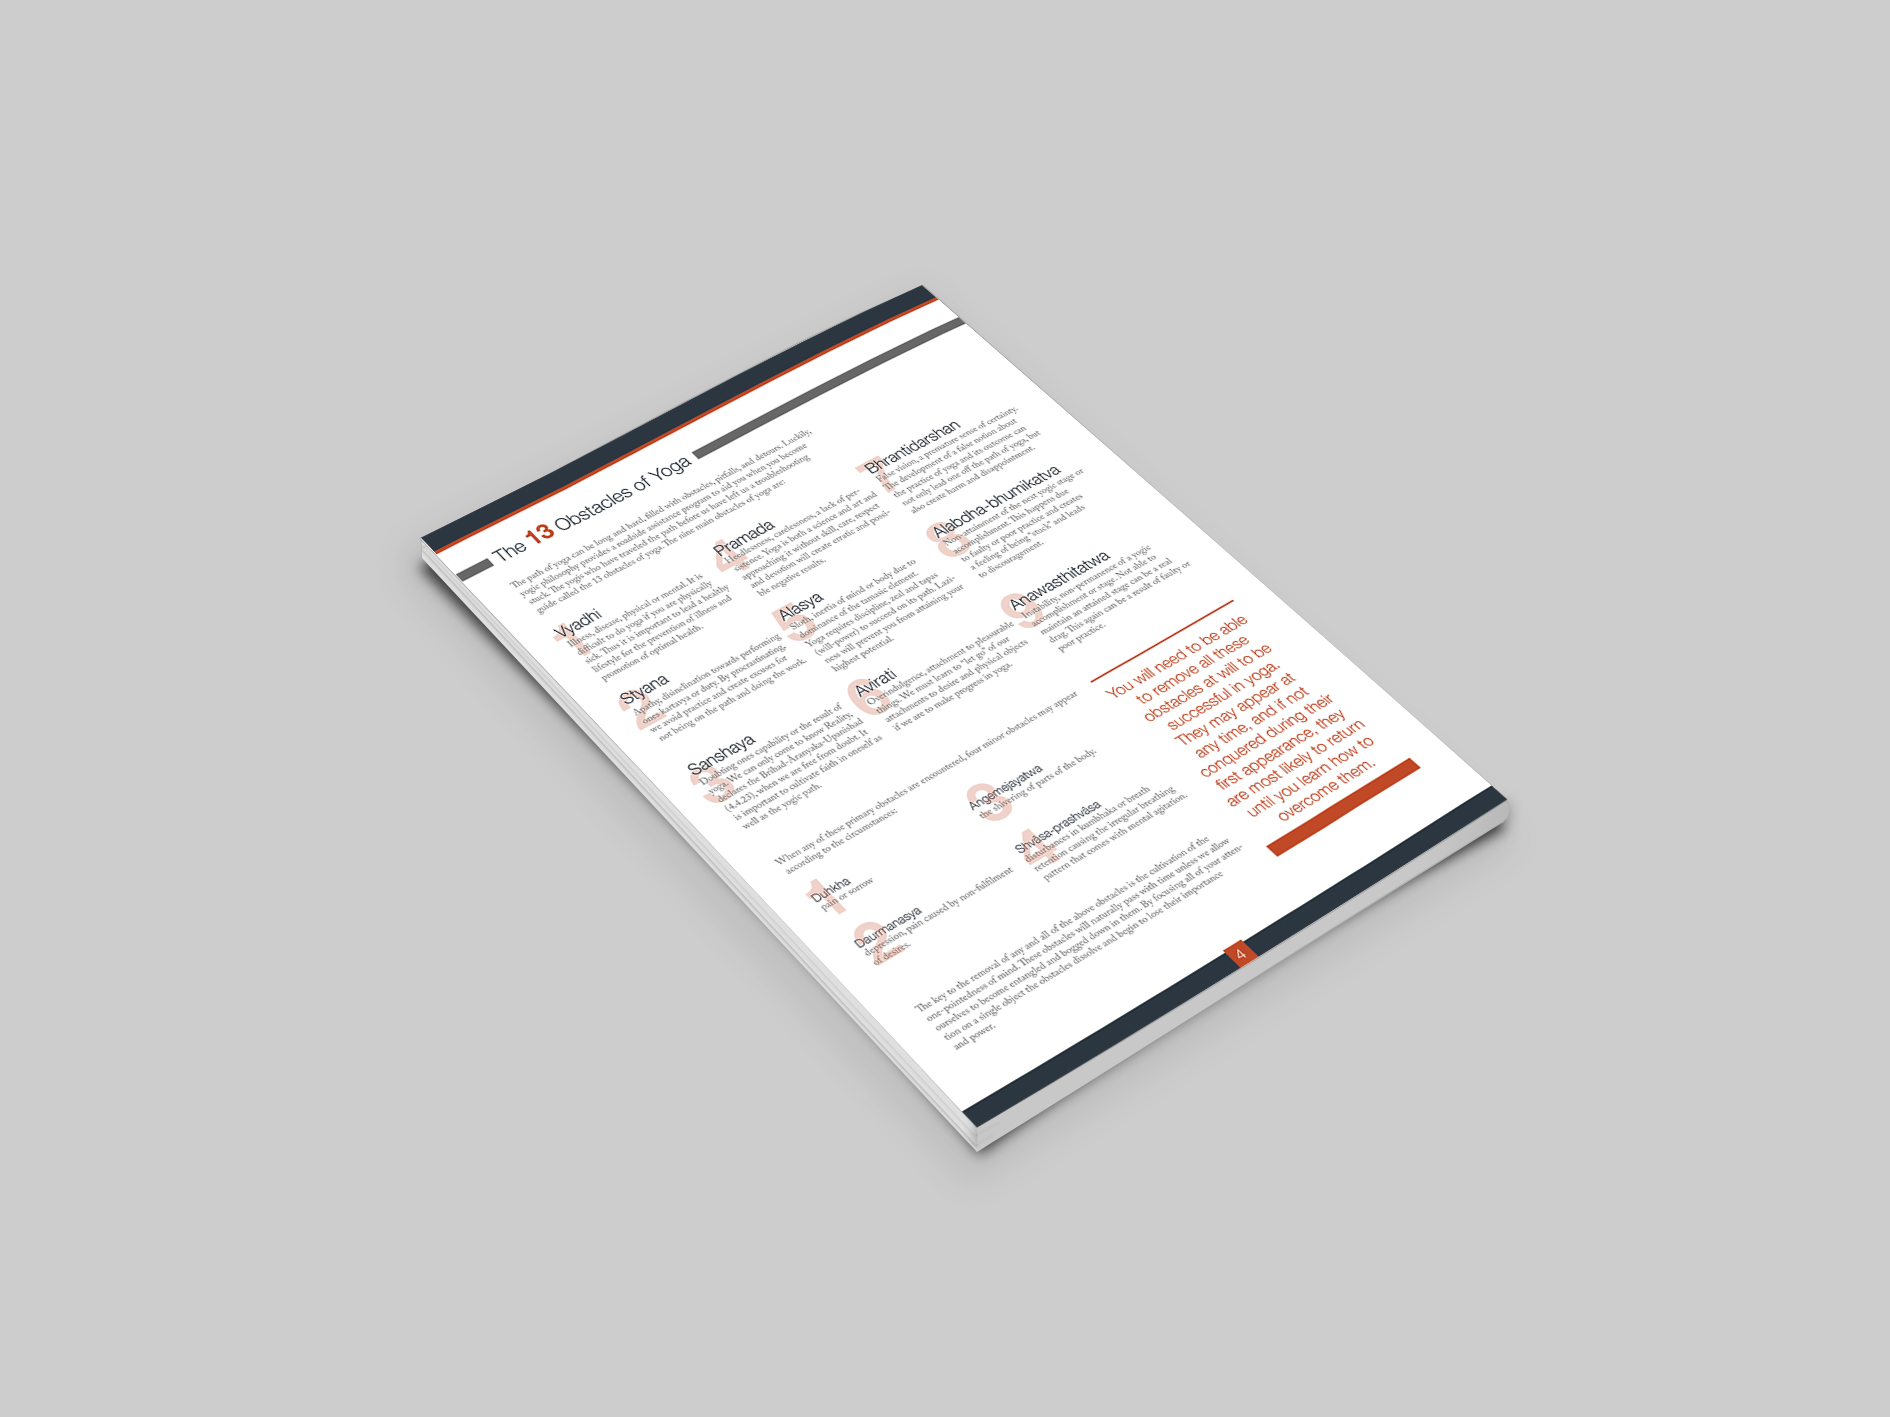 The 13 Obstacles of Yoga
The path of yoga can be long and hard, filled with obstacles, pitfalls, and detours. Luckily,
yogic philosophy provides a roadside assistance program to aid you when you become
stuck. The yogis who have traveled the path before us have left us a troubleshooting
guide called the 13 obstacles of yoga. The nine main obstacles of yoga are:
1
Vyadhi
Illness, disease, physical or mental. It is
difficult to do yoga if you are physically
sick. Thus it is important to lead a healthy
lifestyle for the prevention of illness and
promotion of optimal health.
2
Styana
Apathy, disinclination towards performing
ones kartavya or duty. By procrastinating,
we avoid practice and create excuses for
not being on the path and doing the work.
3
Sanshaya
Doubting ones capability or the result of
yoga. We can only come to know Reality,
declares the Brihad-Aranyaka-Upanishad
(4.4.23), when we are free from doubt. It
is important to cultivate faith in oneself as
well as the yogic path.
4
Pramada
Heedlessness, carelessness, a lack of per-
sistence. Yoga is both a science and art and
approaching it without skill, care, respect
and devotion will create erratic and possi-
ble negative results.
5
Alasya
Sloth, inertia of mind or body due to
dominance of the tamasic element.
Yoga requires discipline, zeal and tapas
(will-power) to succeed on its path. Lazi-
ness will prevent you from attaining your
highest potential.
6
Avirati
Overindulgence, attachment to pleasurable
things. We must learn to "let go" of our
attachments to desire and physical objects
if we are to make progress in yoga.
7
Bhrantidarshan
False vision, a premature sense of certainty.
The development of a false notion about
the practice of yoga and its outcome can
not only lead one off the path of yoga, but
also create harm and disappointment.
8
Alabdha-bhumikatva
Non-attainment of the next yogic stage or
accomplishment. This happens due
to faulty or poor practice and creates
a feeling of being "stuck" and leads
to discouragement.
9
Anawasthitatwa
Instability, non-permanence of a yogic
accomplishment or stage. Not able to
maintain an attained stage can be a real
drag. This again can be a result of faulty or
poor practice.
When any of these primary obstacles are encountered, four minor obstacles may appear
according to the circumstances:
1
Duhkha
pain or sorrow
2
Daurmanasya
depression, pain caused by non-fulfilment
of desires.
3
Angemejayatwa
the shivering of parts of the body.
4
Shvâsa-prashvâsa
disturbances in kumbhaka or breath
retention causing the irregular breathing
pattern that comes with mental agitation.
The key to the removal of any and all of the above obstacles is the cultivation of the
one-pointedness of mind. These obstacles will naturally pass with time unless we allow
ourselves to become entangled and bogged down in them. By focusing all of your atten-
tion on a single object the obstacles dissolve and begin to lose their importance
and power.
You will need to be able
to remove all these
obstacles at will to be
successful in yoga.
They may appear at
any time, and if not
conquered during their
first appearance, they
are most likely to return
until you learn how to
overcome them.
4